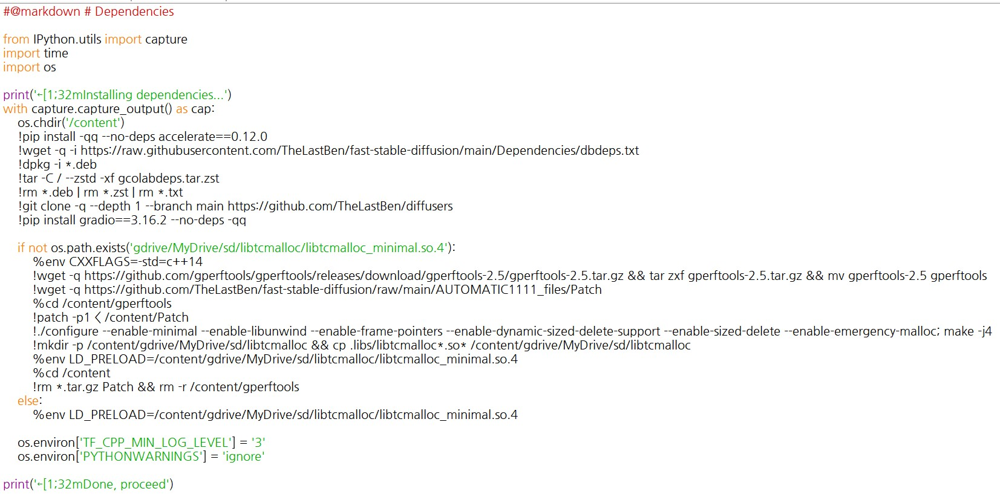 #@markdown # Dependencies
from IPython.utils import capture
import time
import os
print('←[1;32mInstalling dependencies...')
with capture.capture_output() as cap:
    os.chdir('/content')
    !pip install -qq --no-deps accelerate==0.12.0
    !wget -q -i https://raw.githubusercontent.com/TheLastBen/fast-stable-diffusion/main/Dependencies/dbdeps.txt
    !dpkg -i *.deb
    !tar -C / --zstd -xf gcolabdeps.tar.zst
    !rm *.deb | rm *.zst | rm *.txt
    !git clone -q --depth 1 --branch main https://github.com/TheLastBen/diffusers
    !pip install gradio==3.16.2 --no-deps -qq
    if not os.path.exists('gdrive/MyDrive/sd/libtcmalloc/libtcmalloc_minimal.so.4'):
        %env CXXFLAGS=-std=c++14
        !wget -q https://github.com/gperftools/gperftools/releases/download/gperftools-2.5/gperftools-2.5.tar.gz && tar zxf gperftools-2.5.tar.gz && mv gperftools-2.5 gperftools
        !wget -q https://github.com/TheLastBen/fast-stable-diffusion/raw/main/AUTOMATIC1111_files/Patch
        %cd /content/gperftools
        !patch -p1 < /content/Patch
        !./configure --enable-minimal --enable-libunwind --enable-frame-pointers --enable-dynamic-sized-delete-support --enable-sized-delete --enable-emergency-malloc; make -j4
        !mkdir -p /content/gdrive/MyDrive/sd/libtcmalloc && cp .libs/libtcmalloc*.so* /content/gdrive/MyDrive/sd/libtcmalloc
        %env LD_PRELOAD=/content/gdrive/MyDrive/sd/libtcmalloc/libtcmalloc_minimal.so.4
        %cd /content
        !rm *.tar.gz Patch && rm -r /content/gperftools
    else:
        %env LD_PRELOAD=/content/gdrive/MyDrive/sd/libtcmalloc/libtcmalloc_minimal.so.4
    os.environ['TF_CPP_MIN_LOG_LEVEL'] = '3'
    os.environ['PYTHONWARNINGS'] = 'ignore'
print('←[1;32mDone, proceed')